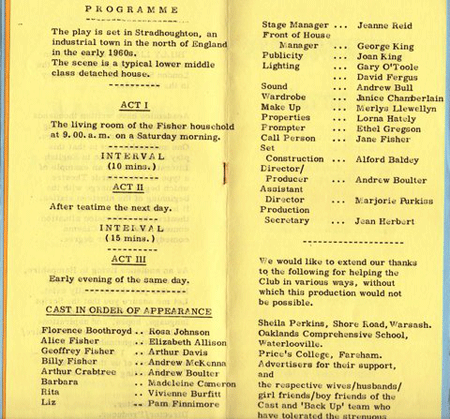 PROGRAMME
The play is set in Stradhoughton, an
industrial town in the north of England
in the early 1960s.
The scene is a typical lower middle
class detached house.
ACT I
The living room of the Fisher household
at 9.00.a.m. on a Saturday morning.
INTERVAL
(10 mins.)
ACT II
After teatime the next day.
INTERVAL
(15 mins.)
ACT III
Early evening of the same day.
CAST IN ORDER OF APPEARANCE
Florence Boothroyd .. Rosa Johnson
Alice Fisher .. Elizabeth Allison
Geoffrey Fisher .. Arthur Davis
Billy Fisher .. Andrew McKenna
Arthur Crabtree .. Andrew Boulter
Barbara .. Madeleine Cameron
Rita .. Vivienne Burfitt
Liz .. Pam Finnimore
Stage Manager ... Jeanne Reid
Front of House
Manager ... George King
Publicity ... Joan King
Lighting ... Gary O'Toole
... David Fergus
Sound ... Andrew Bull
Wardrobe ... Janice Chamberlain
Make Up ... Merlys Llewellyn
Properties ... Lorna Hately
Prompter ... Ethel Gregson
Call Person ... Jane Fisher
Set
Construction ... Alford Baldey
Director/
Producer ... Andrew Boulter
Assistant
Director ... Marjorie Purkiss
Production
Secretary ... Jean Herbert
We would like to extend our thanks
to the following for helping the
Club in various ways, without
which this production would not
be possible.
Sheila Perkins, Shore Road, Warsash.
Oaklands Comprehensive School,
Waterlooville.
Price's College, Fareham.
Advertisers for their support,
and
the respective wives/husbands/
girl friends/boy friends of the
Cast and 'Back Up' team who
have tolerated the strenuous